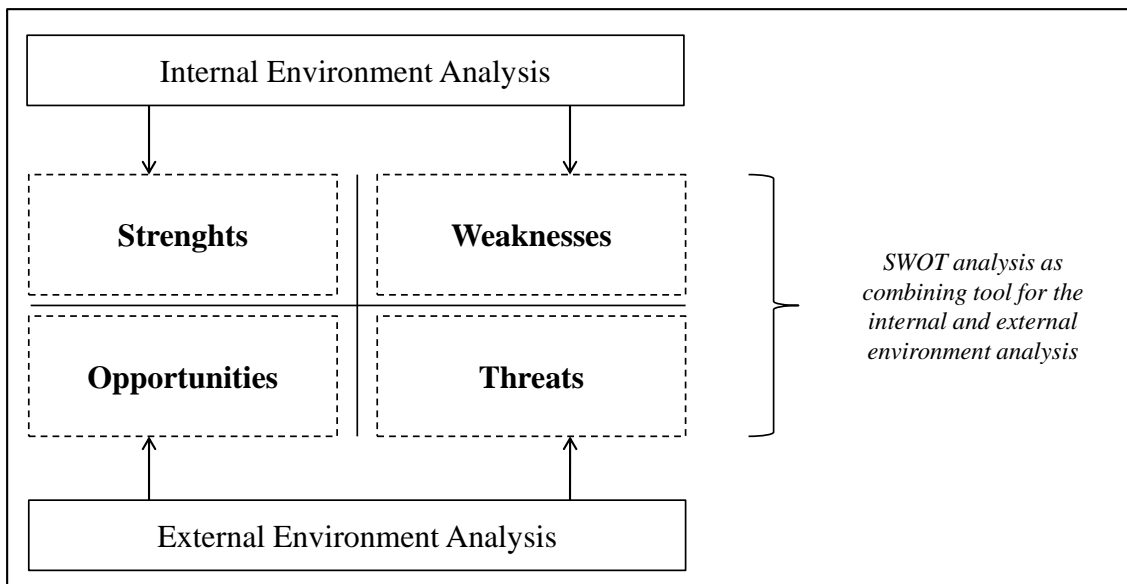 Internal Environment Analysis
Strenghts
Weaknesses
SWOT analysis as
combining tool for the
internal and external
environment analysis
Opportunities
Threats
External Environment Analysis